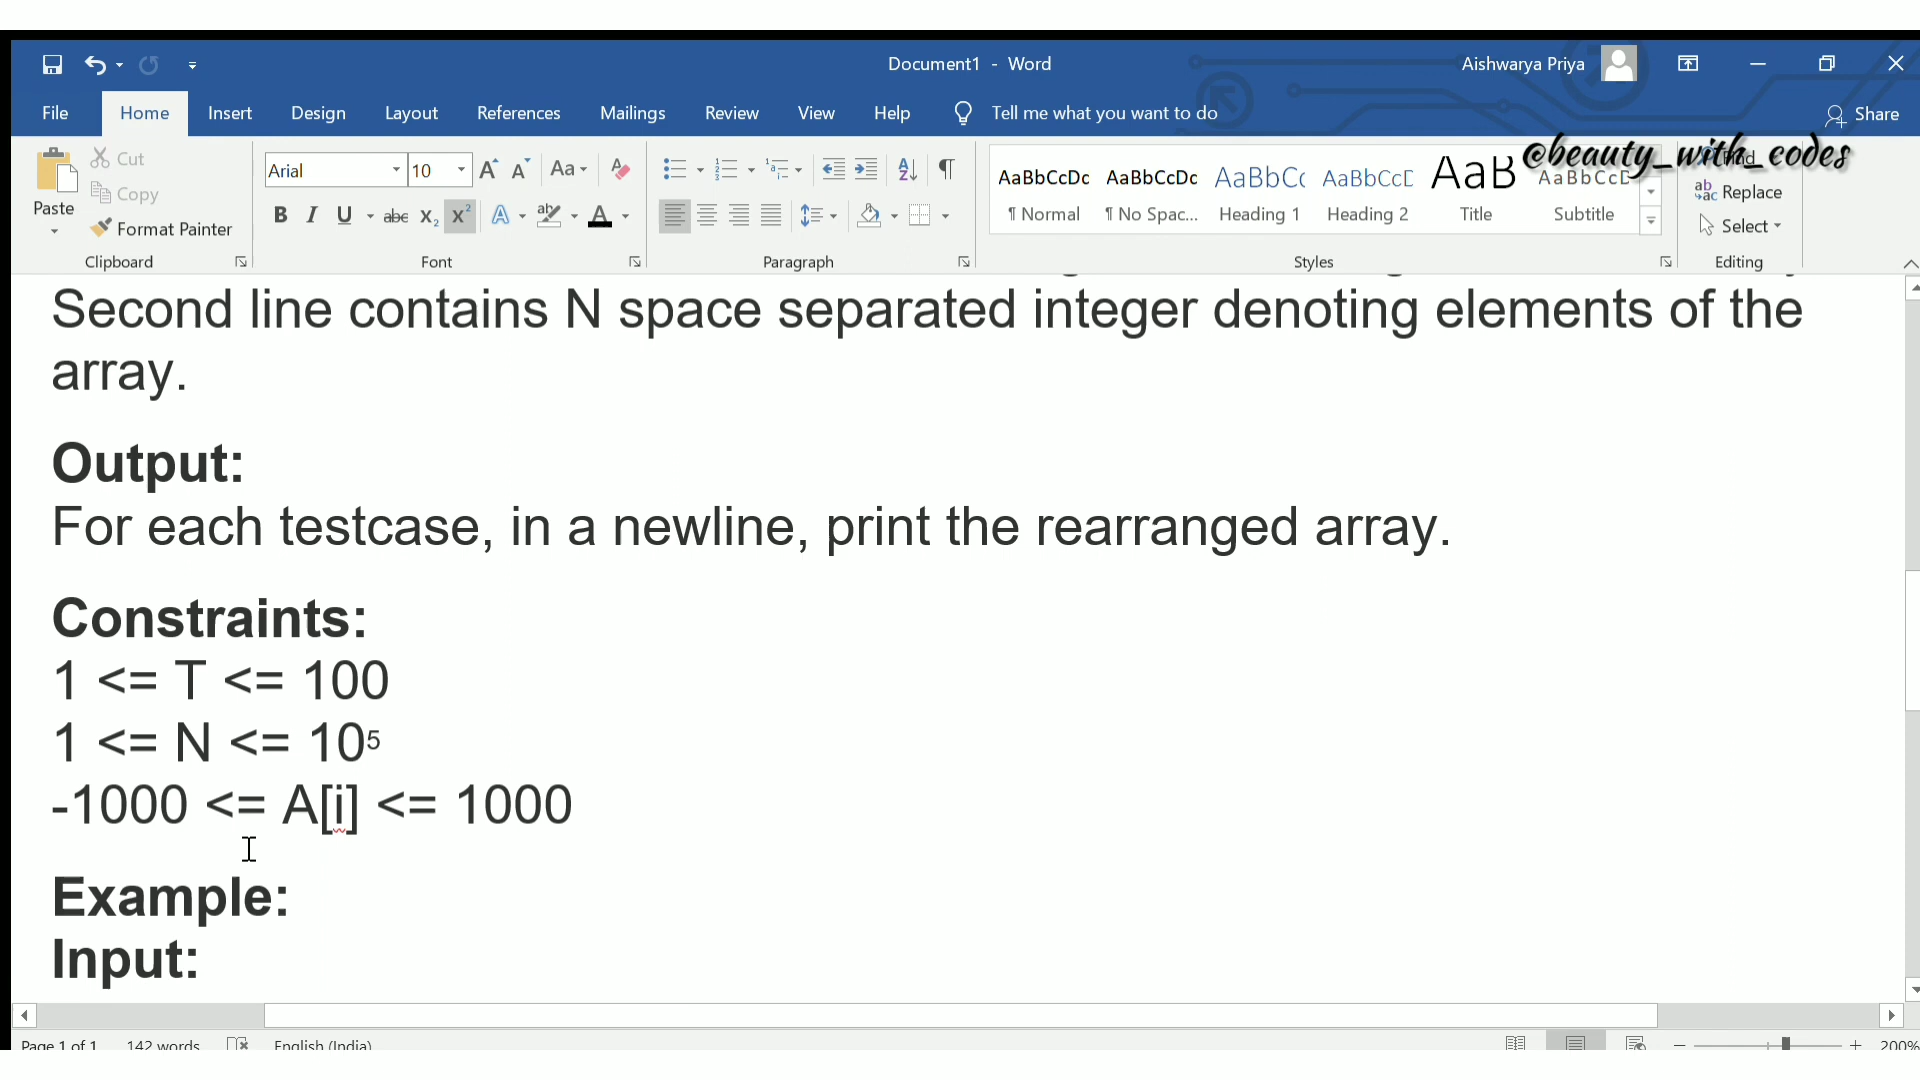 Document1 - Word
Aishwarya Priya
File Home Insert Design Layout References Mailings Review View Help Tell me what you want to do Share
@beauty_with_codes
Cut
Copy
Paste
Format Painter
Clipboard
Arial 10
Font
Paragraph
AaBbCcDc AaBbCcDc AaBbCc AaBbCcE AaB AaBbCcD
¶ Normal ¶ No Spac... Heading 1 Heading 2 Title Subtitle
Styles
Find
Replace
Select
Editing
Second line contains N space separated integer denoting elements of the
array.
Output:
For each testcase, in a newline, print the rearranged array.
Constraints:
1 <= T <= 100
1 <= N <= 10⁵
-1000 <= A[i] <= 1000
Example:
Input:
Page 1 of 1 142 words English (India) 200%